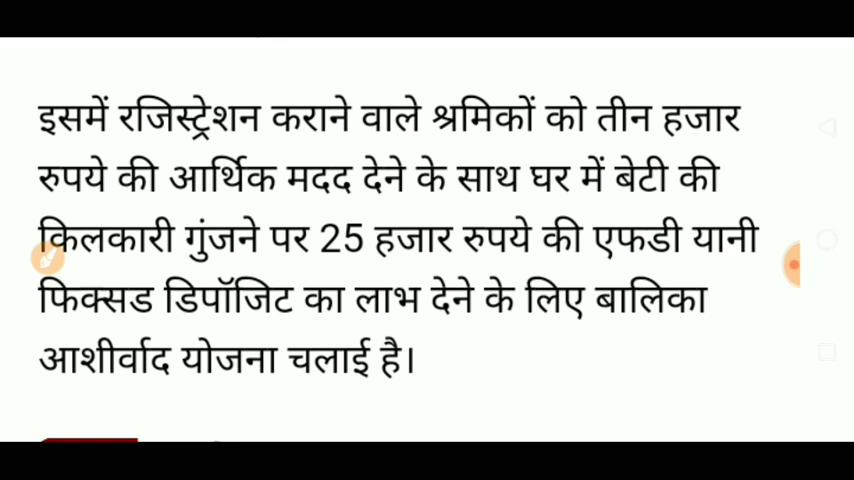 इसमें रजिस्ट्रेशन कराने वाले श्रमिकों को तीन हजार
रुपये की आर्थिक मदद देने के साथ घर में बेटी की
किलकारी गुंजने पर 25 हजार रुपये की एफडी यानी
फिक्सड डिपॉजिट का लाभ देने के लिए बालिका
आशीर्वाद योजना चलाई है।